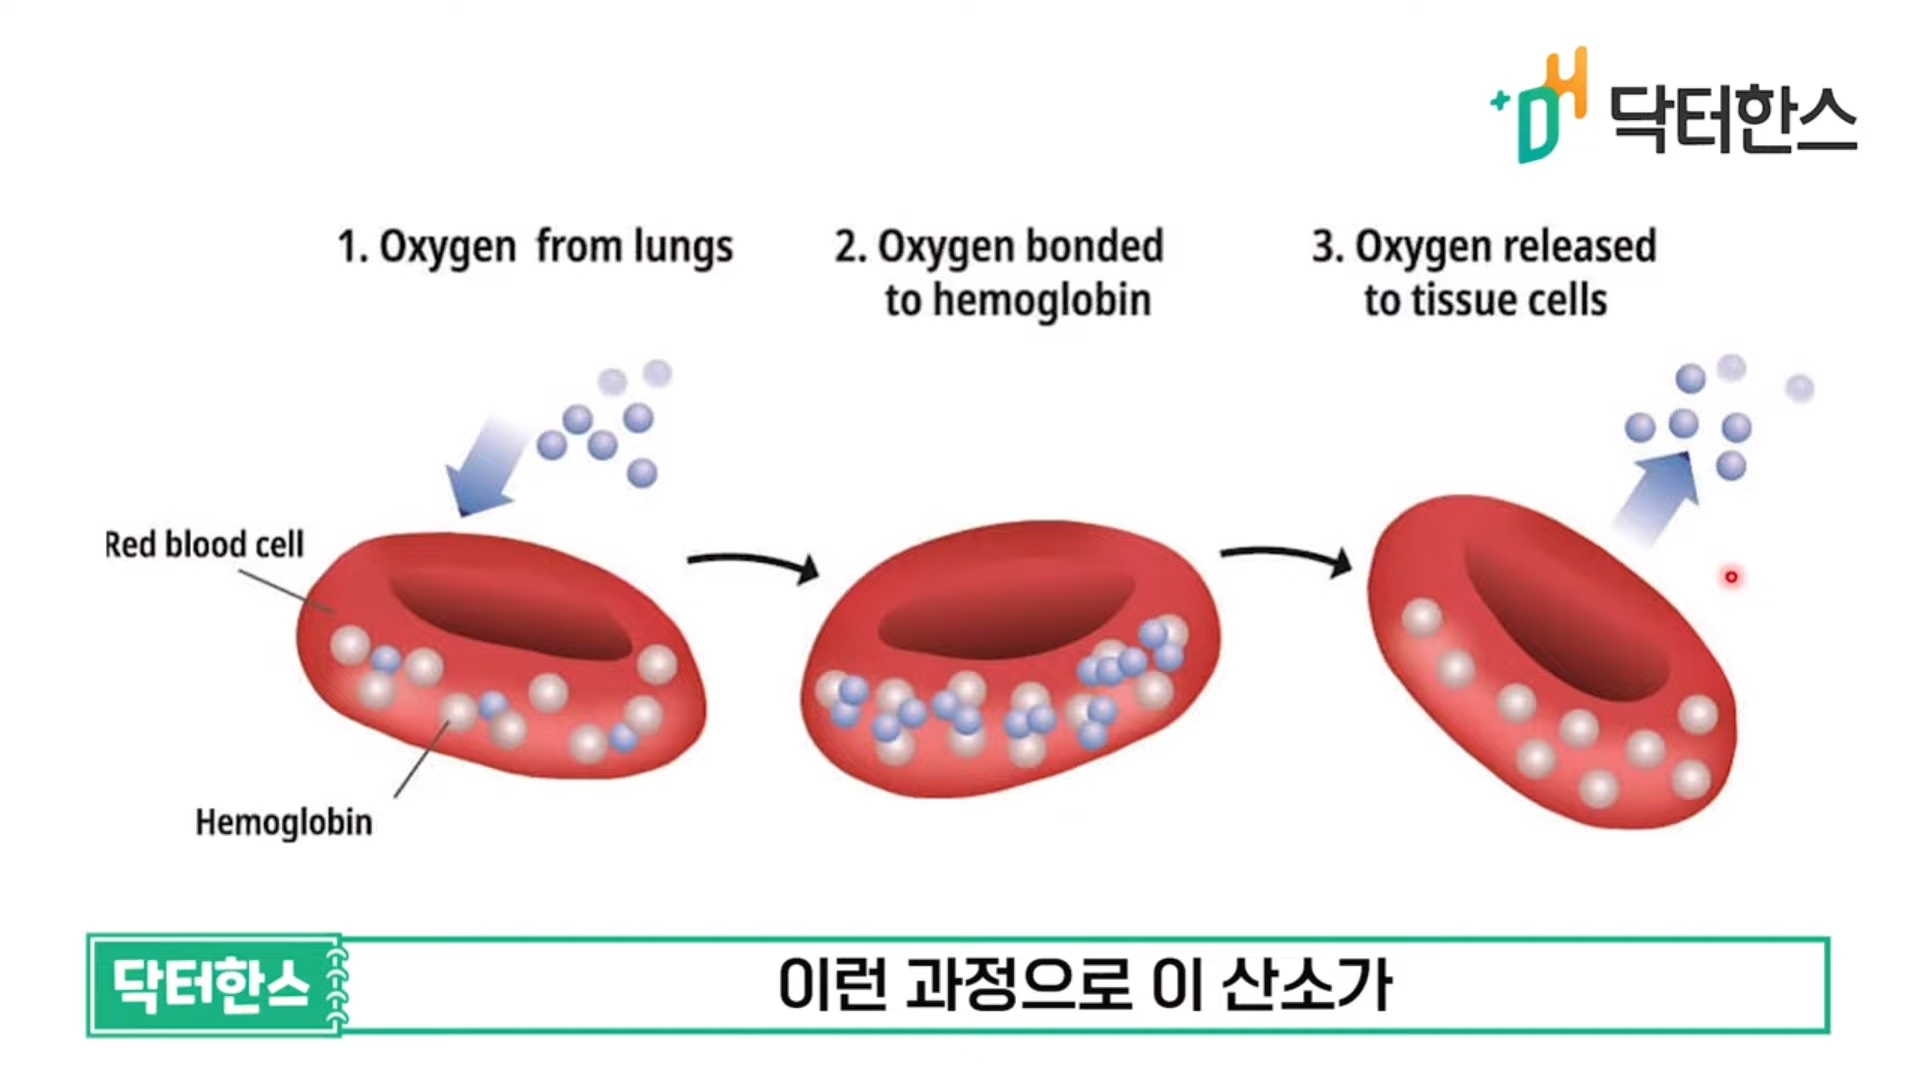 닥터한스
1. Oxygen from lungs
2. Oxygen bonded
to hemoglobin
3. Oxygen released
to tissue cells
Red blood cell
Hemoglobin
닥터한스
이런 과정으로 이 산소가